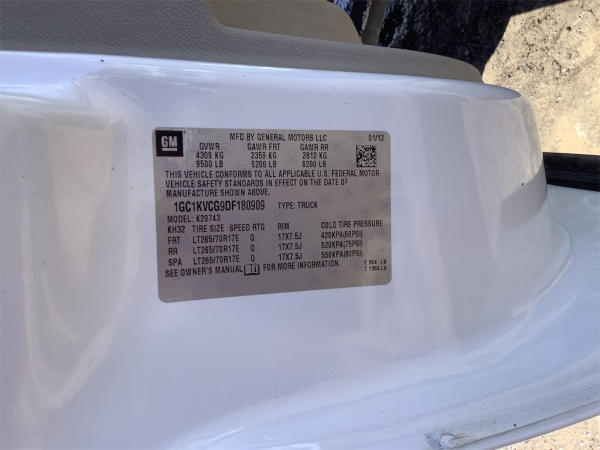 GM
MFD BY GENERAL MOTORS LLC 01/13
GVWR GAWR FRT GAWR RR
4309 KG 2359 KG 2812 KG
9500 LB 5200 LB 6200 LB
THIS VEHICLE CONFORMS TO ALL APPLICABLE U.S. FEDERAL MOTOR
VEHICLE SAFETY STANDARDS IN EFFECT ON THE DATE OF
MANUFACTURE SHOWN ABOVE.
1GC1KVCG9DF180909 TYPE: TRUCK
MODEL: K20743
KH32 TIRE SIZE SPEED RTG RIM COLD TIRE PRESSURE
FRT LT265/70R17E Q 17X7.5J 420KPA(60PSI)
RR LT265/70R17E Q 17X7.5J 520KPA(75PSI)
SPA LT265/70R17E Q 17X7.5J 550KPA(80PSI)
SEE OWNER'S MANUAL FOR MORE INFORMATION.
F 954 LB
T 1955 LB